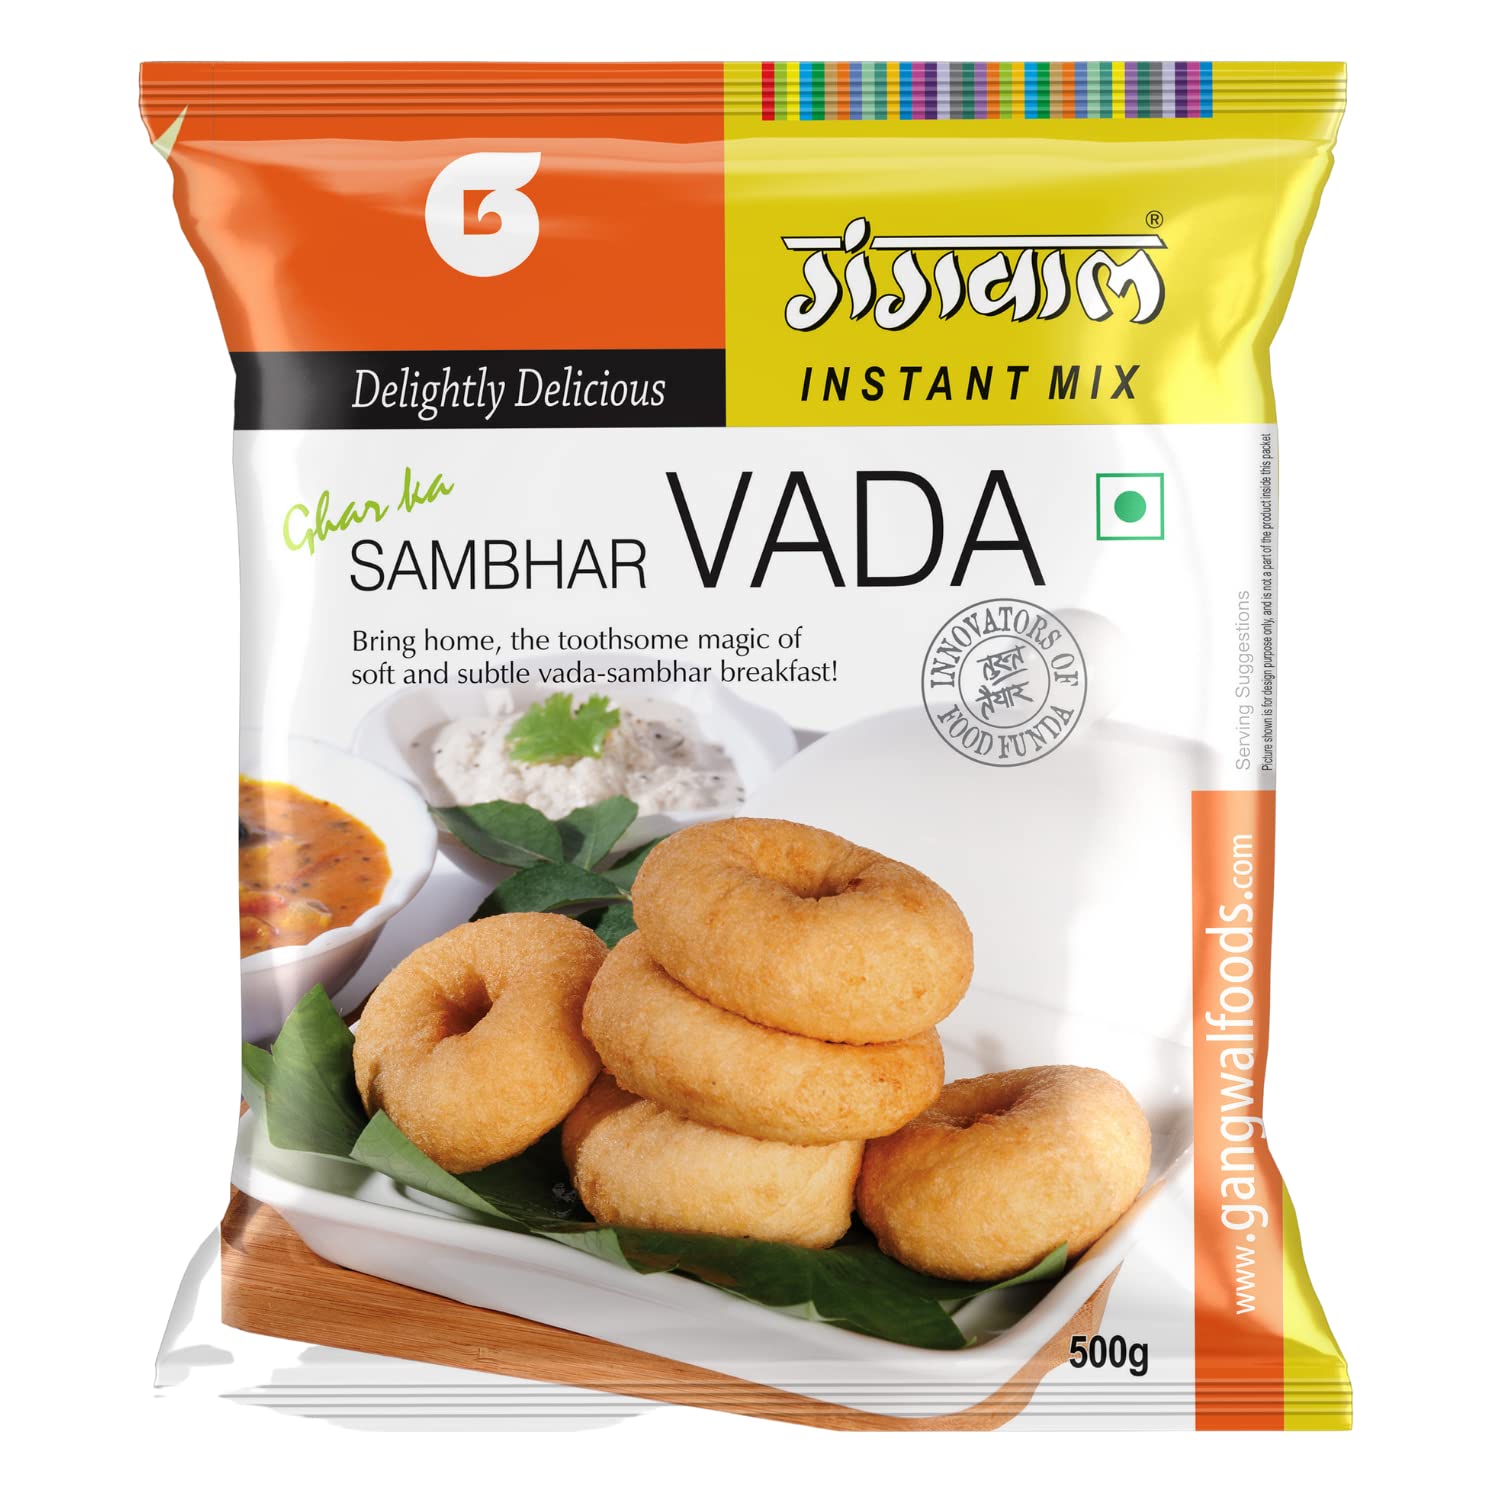 गंगवाल®
INSTANT MIX
Delightly Delicious
Ghar ka
SAMBHAR VADA
Bring home, the toothsome magic of
soft and subtle vada-sambhar breakfast!
INNOVATORS OF
FOOD FUNDA
तुरन्त
तैयार
Serving Suggestions
Picture shown is for design purpose only, and is not a part of the product inside this packet
www.gangwalfoods.com
500g